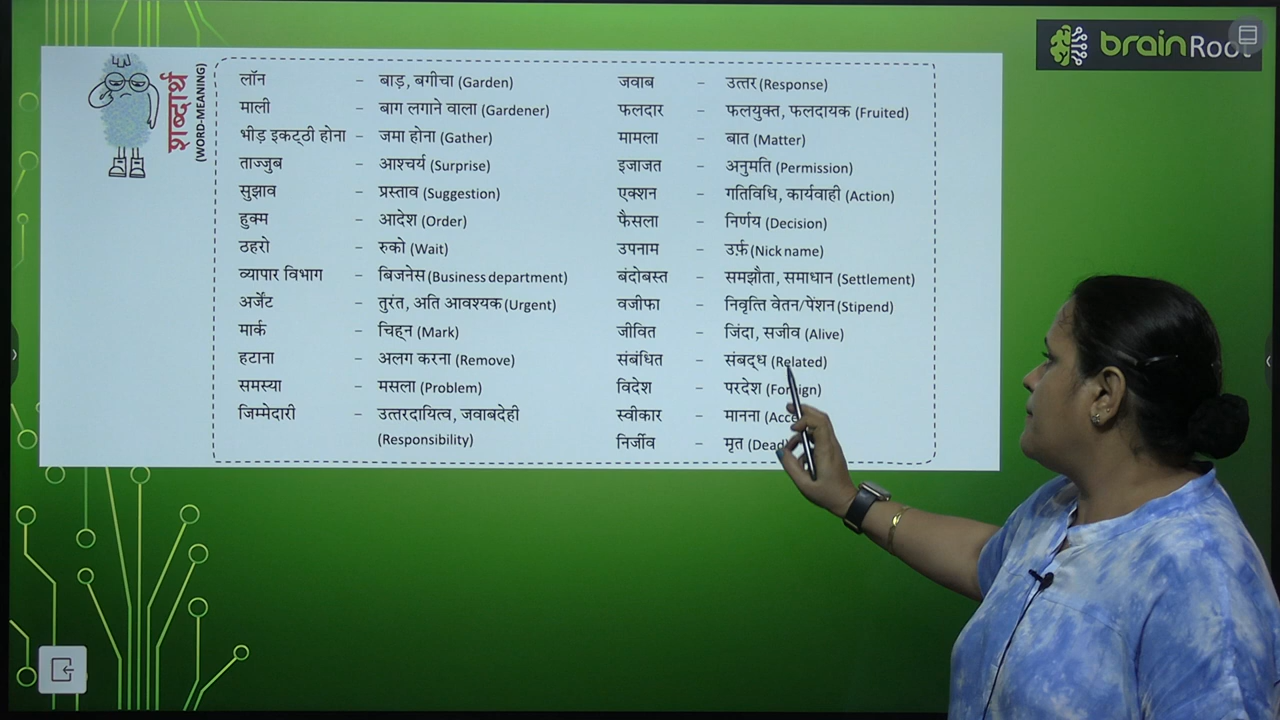 brainRoot
शब्दार्थ
(WORD-MEANING)
लॉन – बाड़, बगीचा (Garden)
माली – बाग लगाने वाला (Gardener)
भीड़ इकट्ठी होना – जमा होना (Gather)
ताज्जुब – आश्चर्य (Surprise)
सुझाव – प्रस्ताव (Suggestion)
हुक्म – आदेश (Order)
ठहरो – रुको (Wait)
व्यापार विभाग – बिजनेस (Business department)
अर्जेंट – तुरंत, अति आवश्यक (Urgent)
मार्क – चिह्न (Mark)
हटाना – अलग करना (Remove)
समस्या – मसला (Problem)
जिम्मेदारी – उत्तरदायित्व, जवाबदेही
(Responsibility)
जवाब – उत्तर (Response)
फलदार – फलयुक्त, फलदायक (Fruited)
मामला – बात (Matter)
इजाजत – अनुमति (Permission)
एक्शन – गतिविधि, कार्यवाही (Action)
फैसला – निर्णय (Decision)
उपनाम – उर्फ़ (Nick name)
बंदोबस्त – समझौता, समाधान (Settlement)
वजीफा – निवृत्ति वेतन/पेंशन (Stipend)
जीवित – जिंदा, सजीव (Alive)
संबंधित – संबद्ध (Related)
विदेश – परदेश (Foreign)
स्वीकार – मानना
निर्जीव – मृत (Dead)